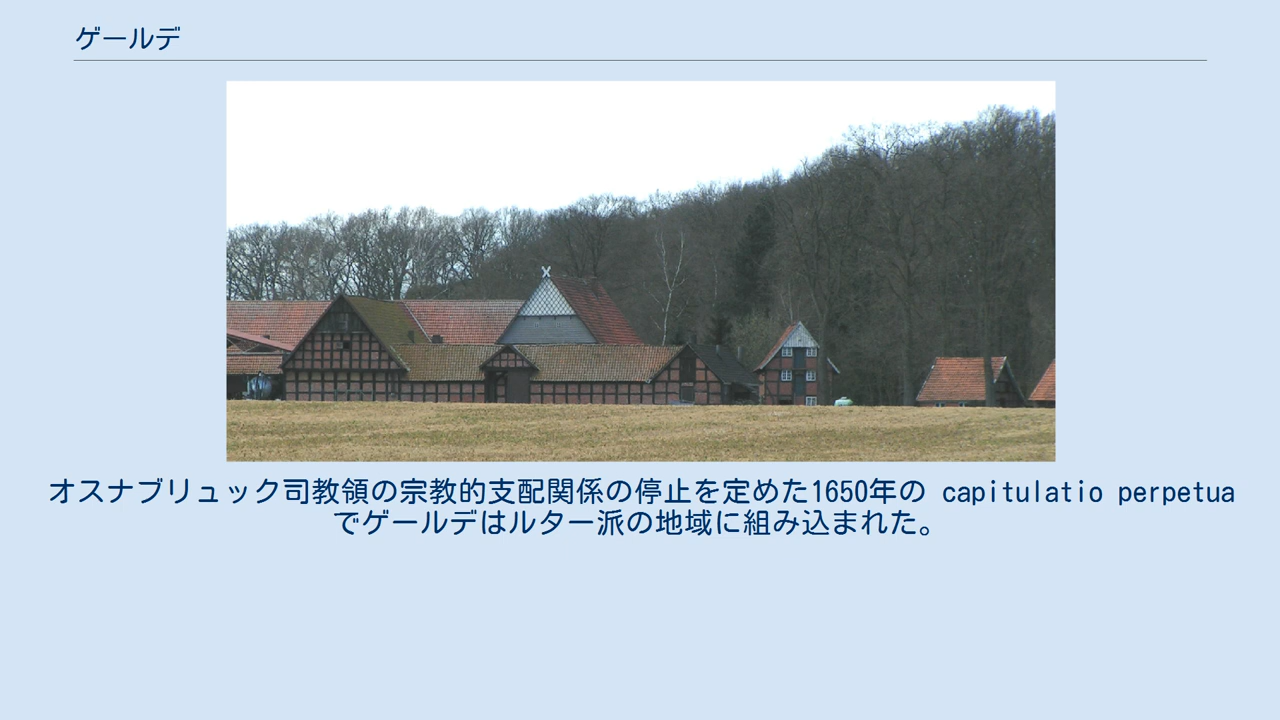 ゲールデ
オスナブリュック司教領の宗教的支配関係の停止を定めた1650年の capitulatio perpetua
でゲールデはルター派の地域に組み込まれた。